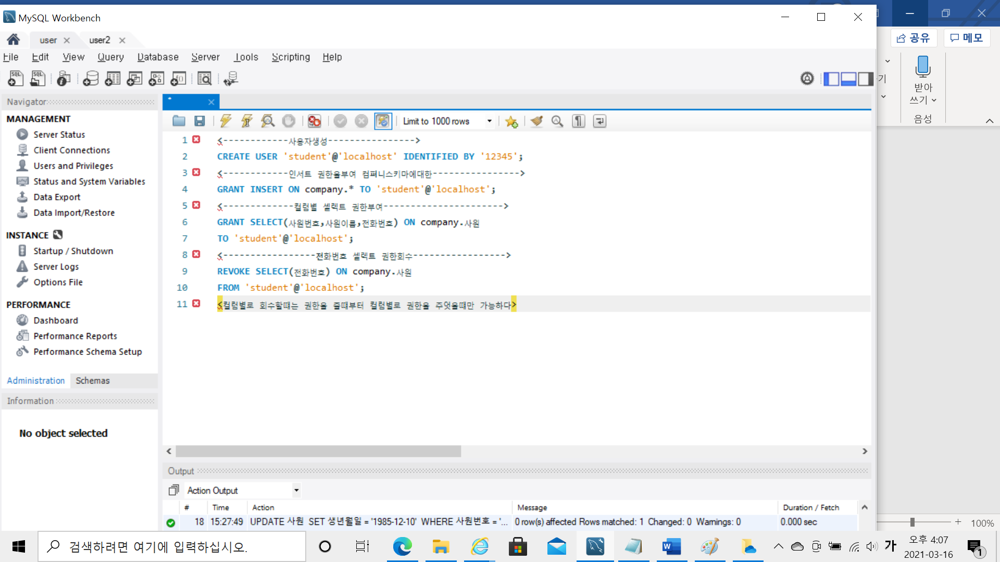 MySQL Workbench
user
user2
File Edit View Query Database Server Tools Scripting Help
공유
메모
기
받아
쓰기
음성
Navigator
MANAGEMENT
Server Status
Client Connections
Users and Privileges
Status and System Variables
Data Export
Data Import/Restore
INSTANCE
Startup / Shutdown
Server Logs
Options File
PERFORMANCE
Dashboard
Performance Reports
Performance Schema Setup
Administration Schemas
Information
No object selected
*
Limit to 1000 rows
1 <------------사용자생성---------------->
2 CREATE USER 'student'@'localhost' IDENTIFIED BY '12345';
3 <------------인서트 권한을부여 컴퍼니스키마에대한---------------->
4 GRANT INSERT ON company.* TO 'student'@'localhost';
5 <-------------컬럼별 셀렉트 권한부여---------------------->
6 GRANT SELECT(사원번호,사원이름,전화번호) ON company.사원
7 TO 'student'@'localhost';
8 <-----------------전화번호 셀렉트 권한회수----------------->
9 REVOKE SELECT(전화번호) ON company.사원
10 FROM 'student'@'localhost';
11 <컬럼별로 회수할때는 권한을 줄때부터 컬럼별로 권한을 주엇을때만 가능하다>
Output
Action Output
# Time Action Message Duration / Fetch
18 15:27:49 UPDATE 사원 SET 생년월일 = '1985-12-10' WHERE 사원번호 = '... 0 row(s) affected Rows matched: 1 Changed: 0 Warnings: 0 0.000 sec
100%
검색하려면 여기에 입력하십시오.
가
오후 4:07
2021-03-16
1